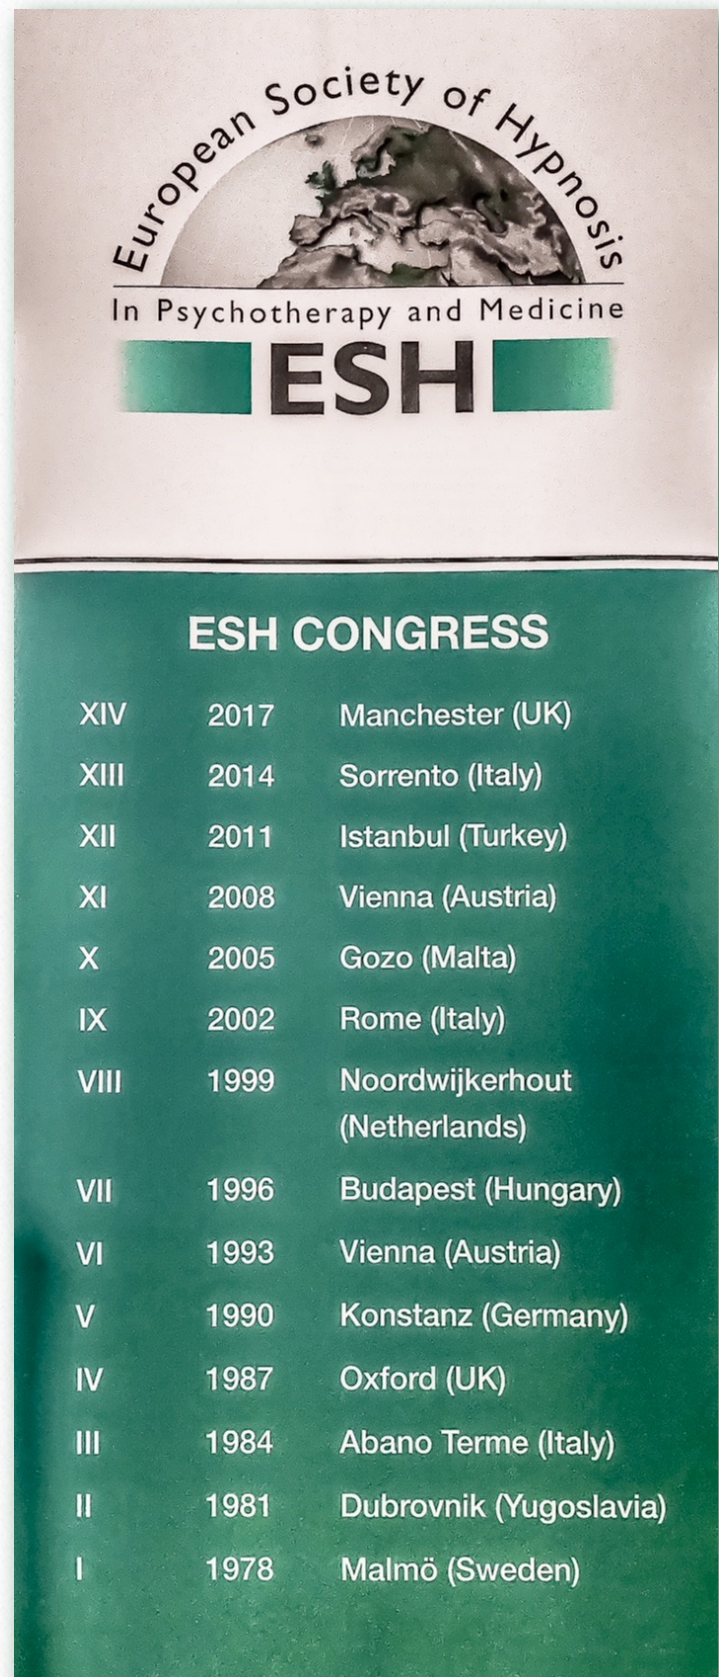 European Society of Hypnosis
In Psychotherapy and Medicine
ESH
ESH CONGRESS
XIV 2017 Manchester (UK)
XIII 2014 Sorrento (Italy)
XII 2011 Istanbul (Turkey)
XI 2008 Vienna (Austria)
X 2005 Gozo (Malta)
IX 2002 Rome (Italy)
VIII 1999 Noordwijkerhout
(Netherlands)
VII 1996 Budapest (Hungary)
VI 1993 Vienna (Austria)
V 1990 Konstanz (Germany)
IV 1987 Oxford (UK)
III 1984 Abano Terme (Italy)
II 1981 Dubrovnik (Yugoslavia)
I 1978 Malmö (Sweden)